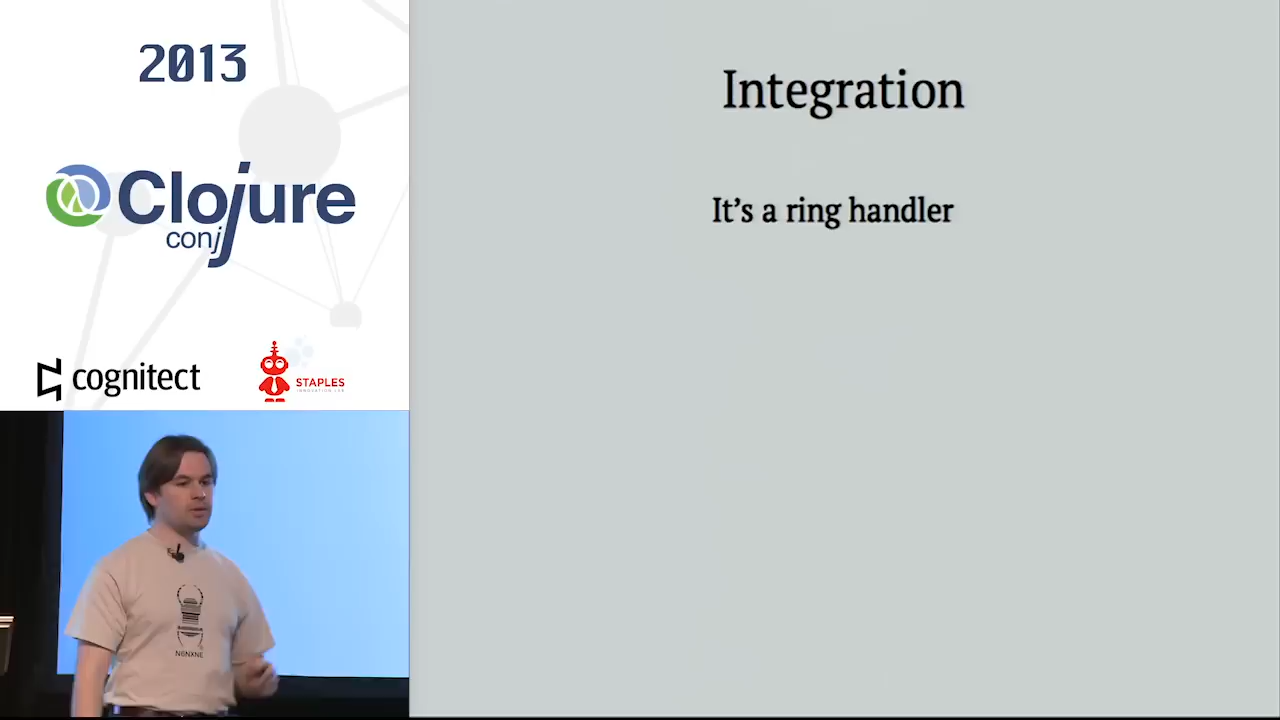 2013
Clojure
conj
cognitect
STAPLES
Integration
It's a ring handler